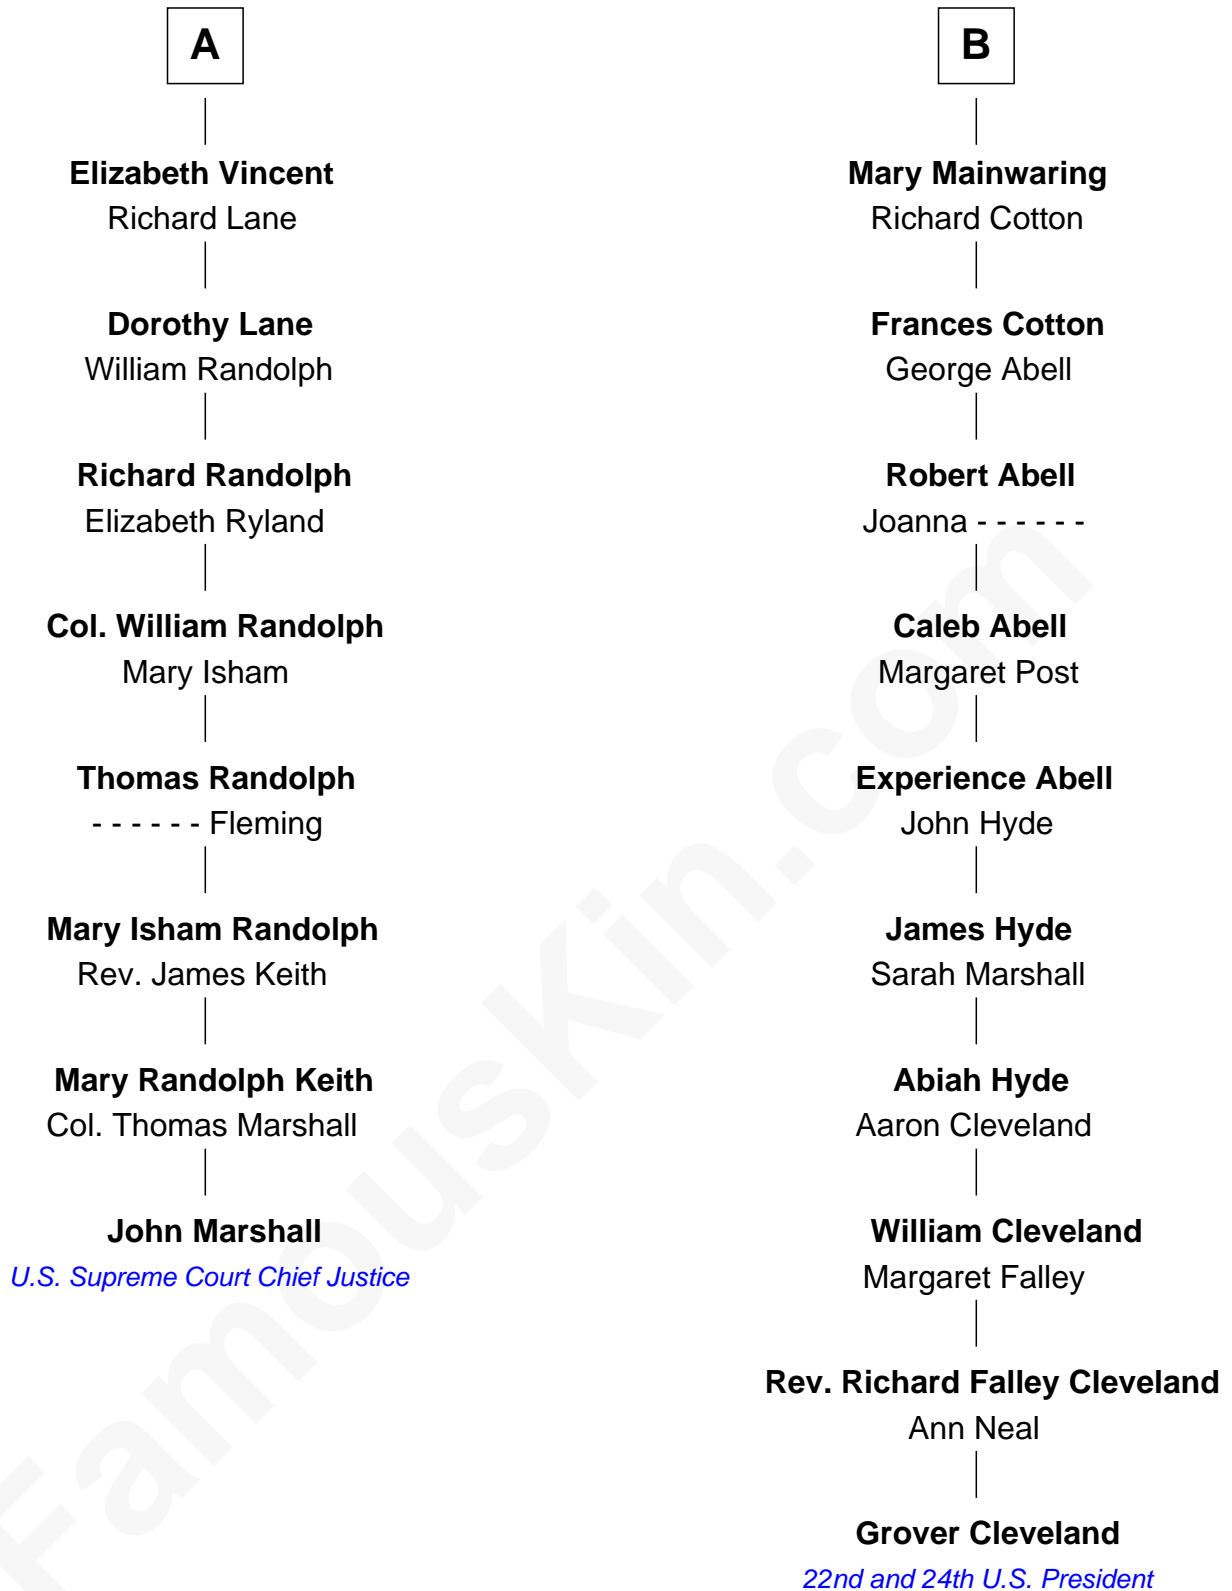 A
Elizabeth Vincent
Richard Lane
Dorothy Lane
William Randolph
Richard Randolph
Elizabeth Ryland
Col. William Randolph
Mary Isham
Thomas Randolph
- - - - - - Fleming
Mary Isham Randolph
Rev. James Keith
Mary Randolph Keith
Col. Thomas Marshall
John Marshall
U.S. Supreme Court Chief Justice
B
Mary Mainwaring
Richard Cotton
Frances Cotton
George Abell
Robert Abell
Joanna - - - - - -
Caleb Abell
Margaret Post
Experience Abell
John Hyde
James Hyde
Sarah Marshall
Abiah Hyde
Aaron Cleveland
William Cleveland
Margaret Falley
Rev. Richard Falley Cleveland
Ann Neal
Grover Cleveland
22nd and 24th U.S. President
FamousKin.com